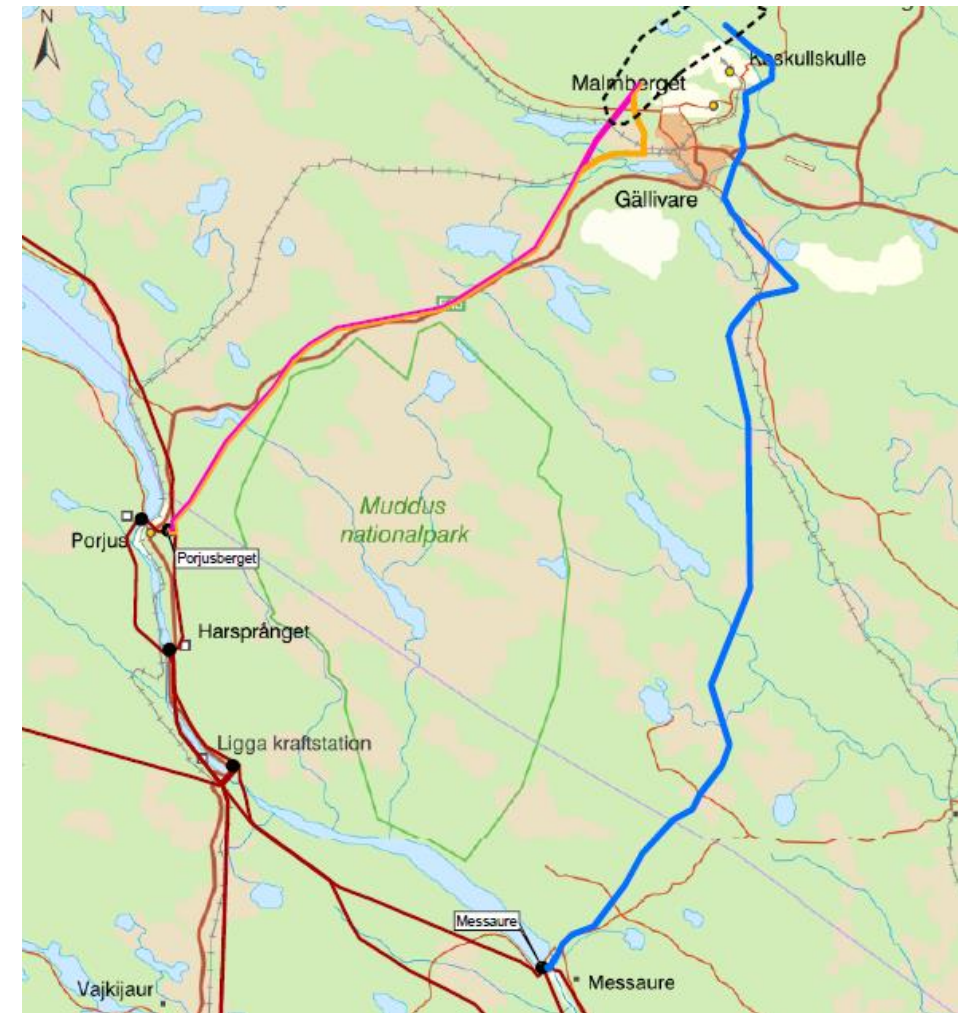 N
Koskullskulle
Malmberget
Gällivare
Muddus
nationalpark
Porjus
Porjusberget
Harsprånget
Ligga kraftstation
Messaure
Messaure
Vajkijaur